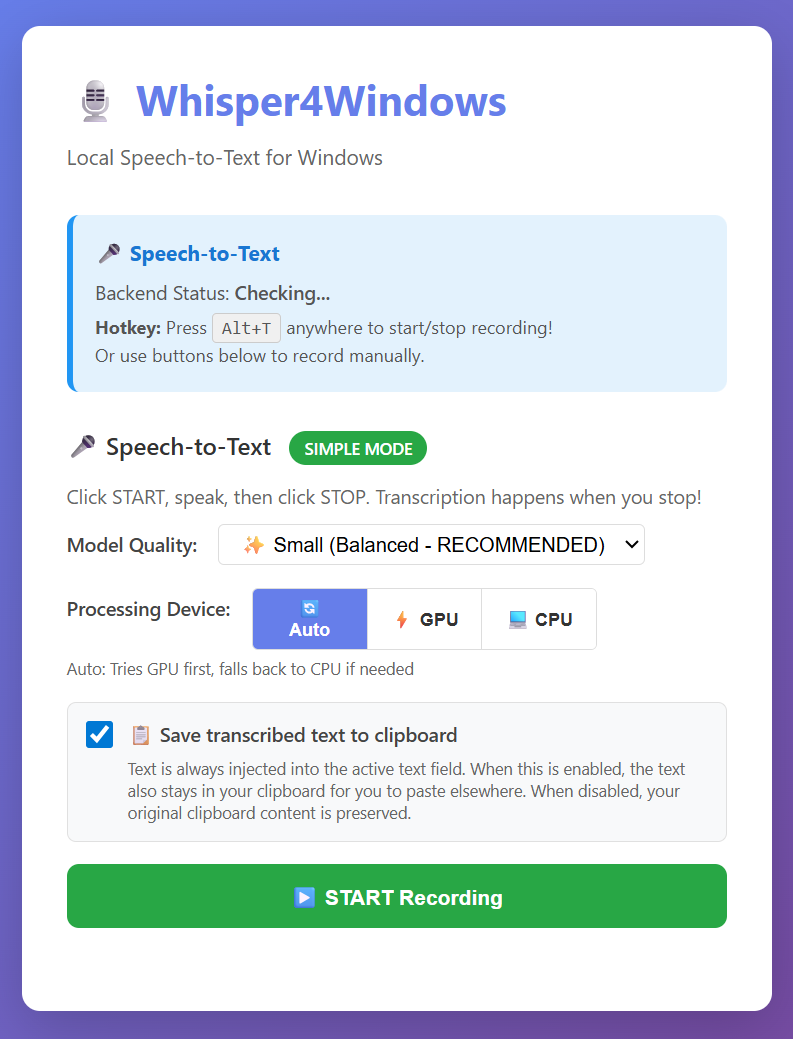 Whisper4Windows
Local Speech-to-Text for Windows
Speech-to-Text
Backend Status: Checking...
Hotkey: Press Alt+T anywhere to start/stop recording!
Or use buttons below to record manually.
Speech-to-Text SIMPLE MODE
Click START, speak, then click STOP. Transcription happens when you stop!
Model Quality: ✨ Small (Balanced - RECOMMENDED)
Processing Device: Auto GPU CPU
Auto: Tries GPU first, falls back to CPU if needed
Save transcribed text to clipboard
Text is always injected into the active text field. When this is enabled, the text
also stays in your clipboard for you to paste elsewhere. When disabled, your
original clipboard content is preserved.
START Recording